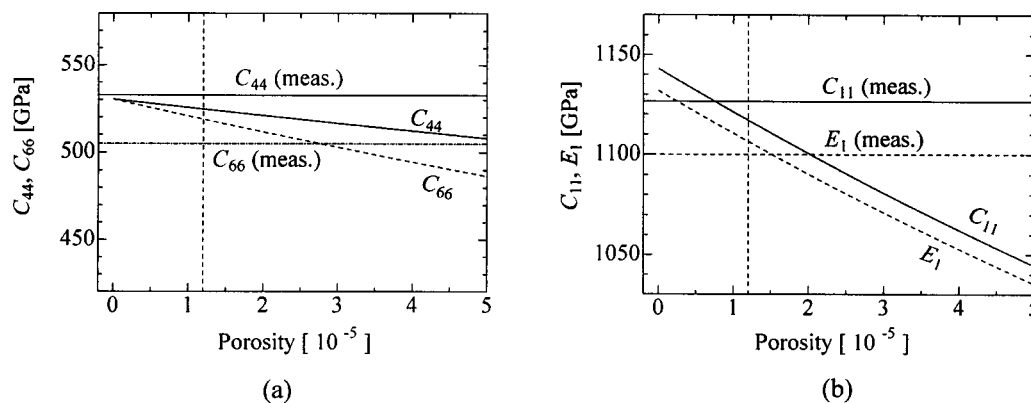 550
500
450
C44, C66 [GPa]
C44 (meas.)
C44
C66 (meas.)
C66
0 1 2 3 4 5
Porosity [ 10 -5 ]
(a)
1150
1100
1050
C11, E1 [GPa]
C11 (meas.)
E1 (meas.)
C11
E1
0 1 2 3 4 5
Porosity [ 10 -5 ]
(b)